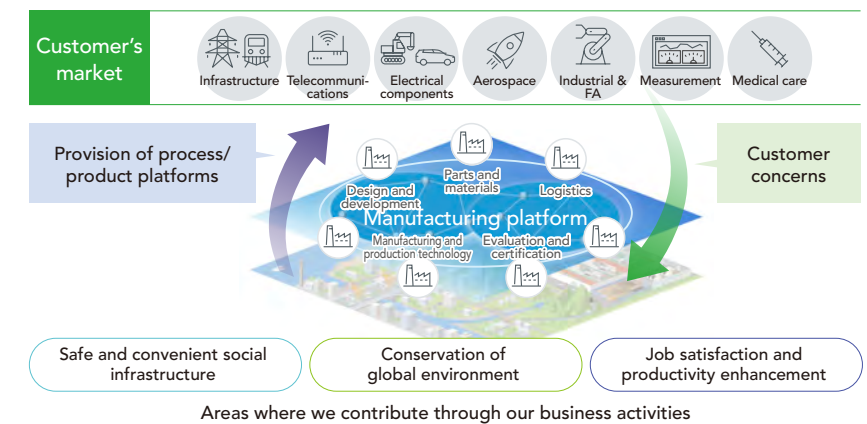 Customer's
market
Infrastructure
Telecommuni-
cations
Electrical
components
Aerospace
Industrial &
FA
Measurement
Medical care
Provision of process/
product platforms
Customer
concerns
Parts and
materials
Design and
development
Logistics
Manufacturing platform
Manufacturing and
production technology
Evaluation and
certification
Safe and convenient social
infrastructure
Conservation of
global environment
Job satisfaction and
productivity enhancement
Areas where we contribute through our business activities